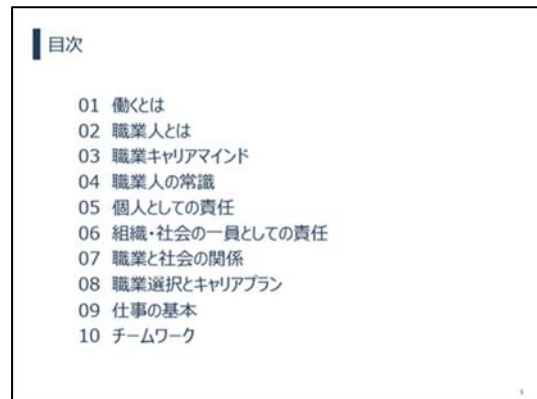 目次
01 働くとは
02 職業人とは
03 職業キャリアマインド
04 職業人の常識
05 個人としての責任
06 組織・社会の一員としての責任
07 職業と社会の関係
08 職業選択とキャリアプラン
09 仕事の基本
10 チームワーク